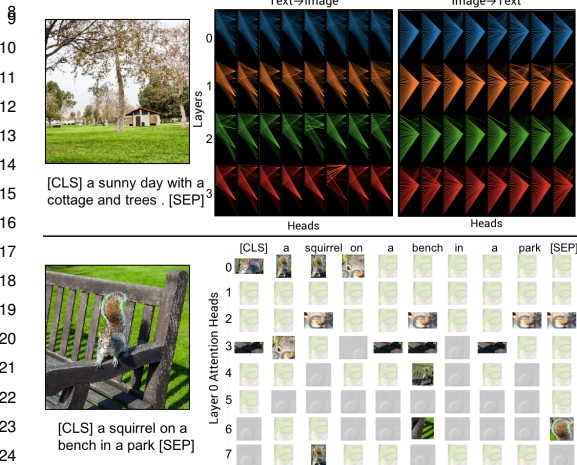 8
9
10
11
12
13
14
15
16
17
18
19
20
21
22
23
24
Text→Image
Image→Text
Layers
0
1
2
3
Heads
Heads
[CLS] a sunny day with a
cottage and trees . [SEP]
[CLS] a squirrel on a bench in a park [SEP]
Layer 0 Attention Heads
0
1
2
3
4
5
6
7
[CLS] a squirrel on a
bench in a park [SEP]